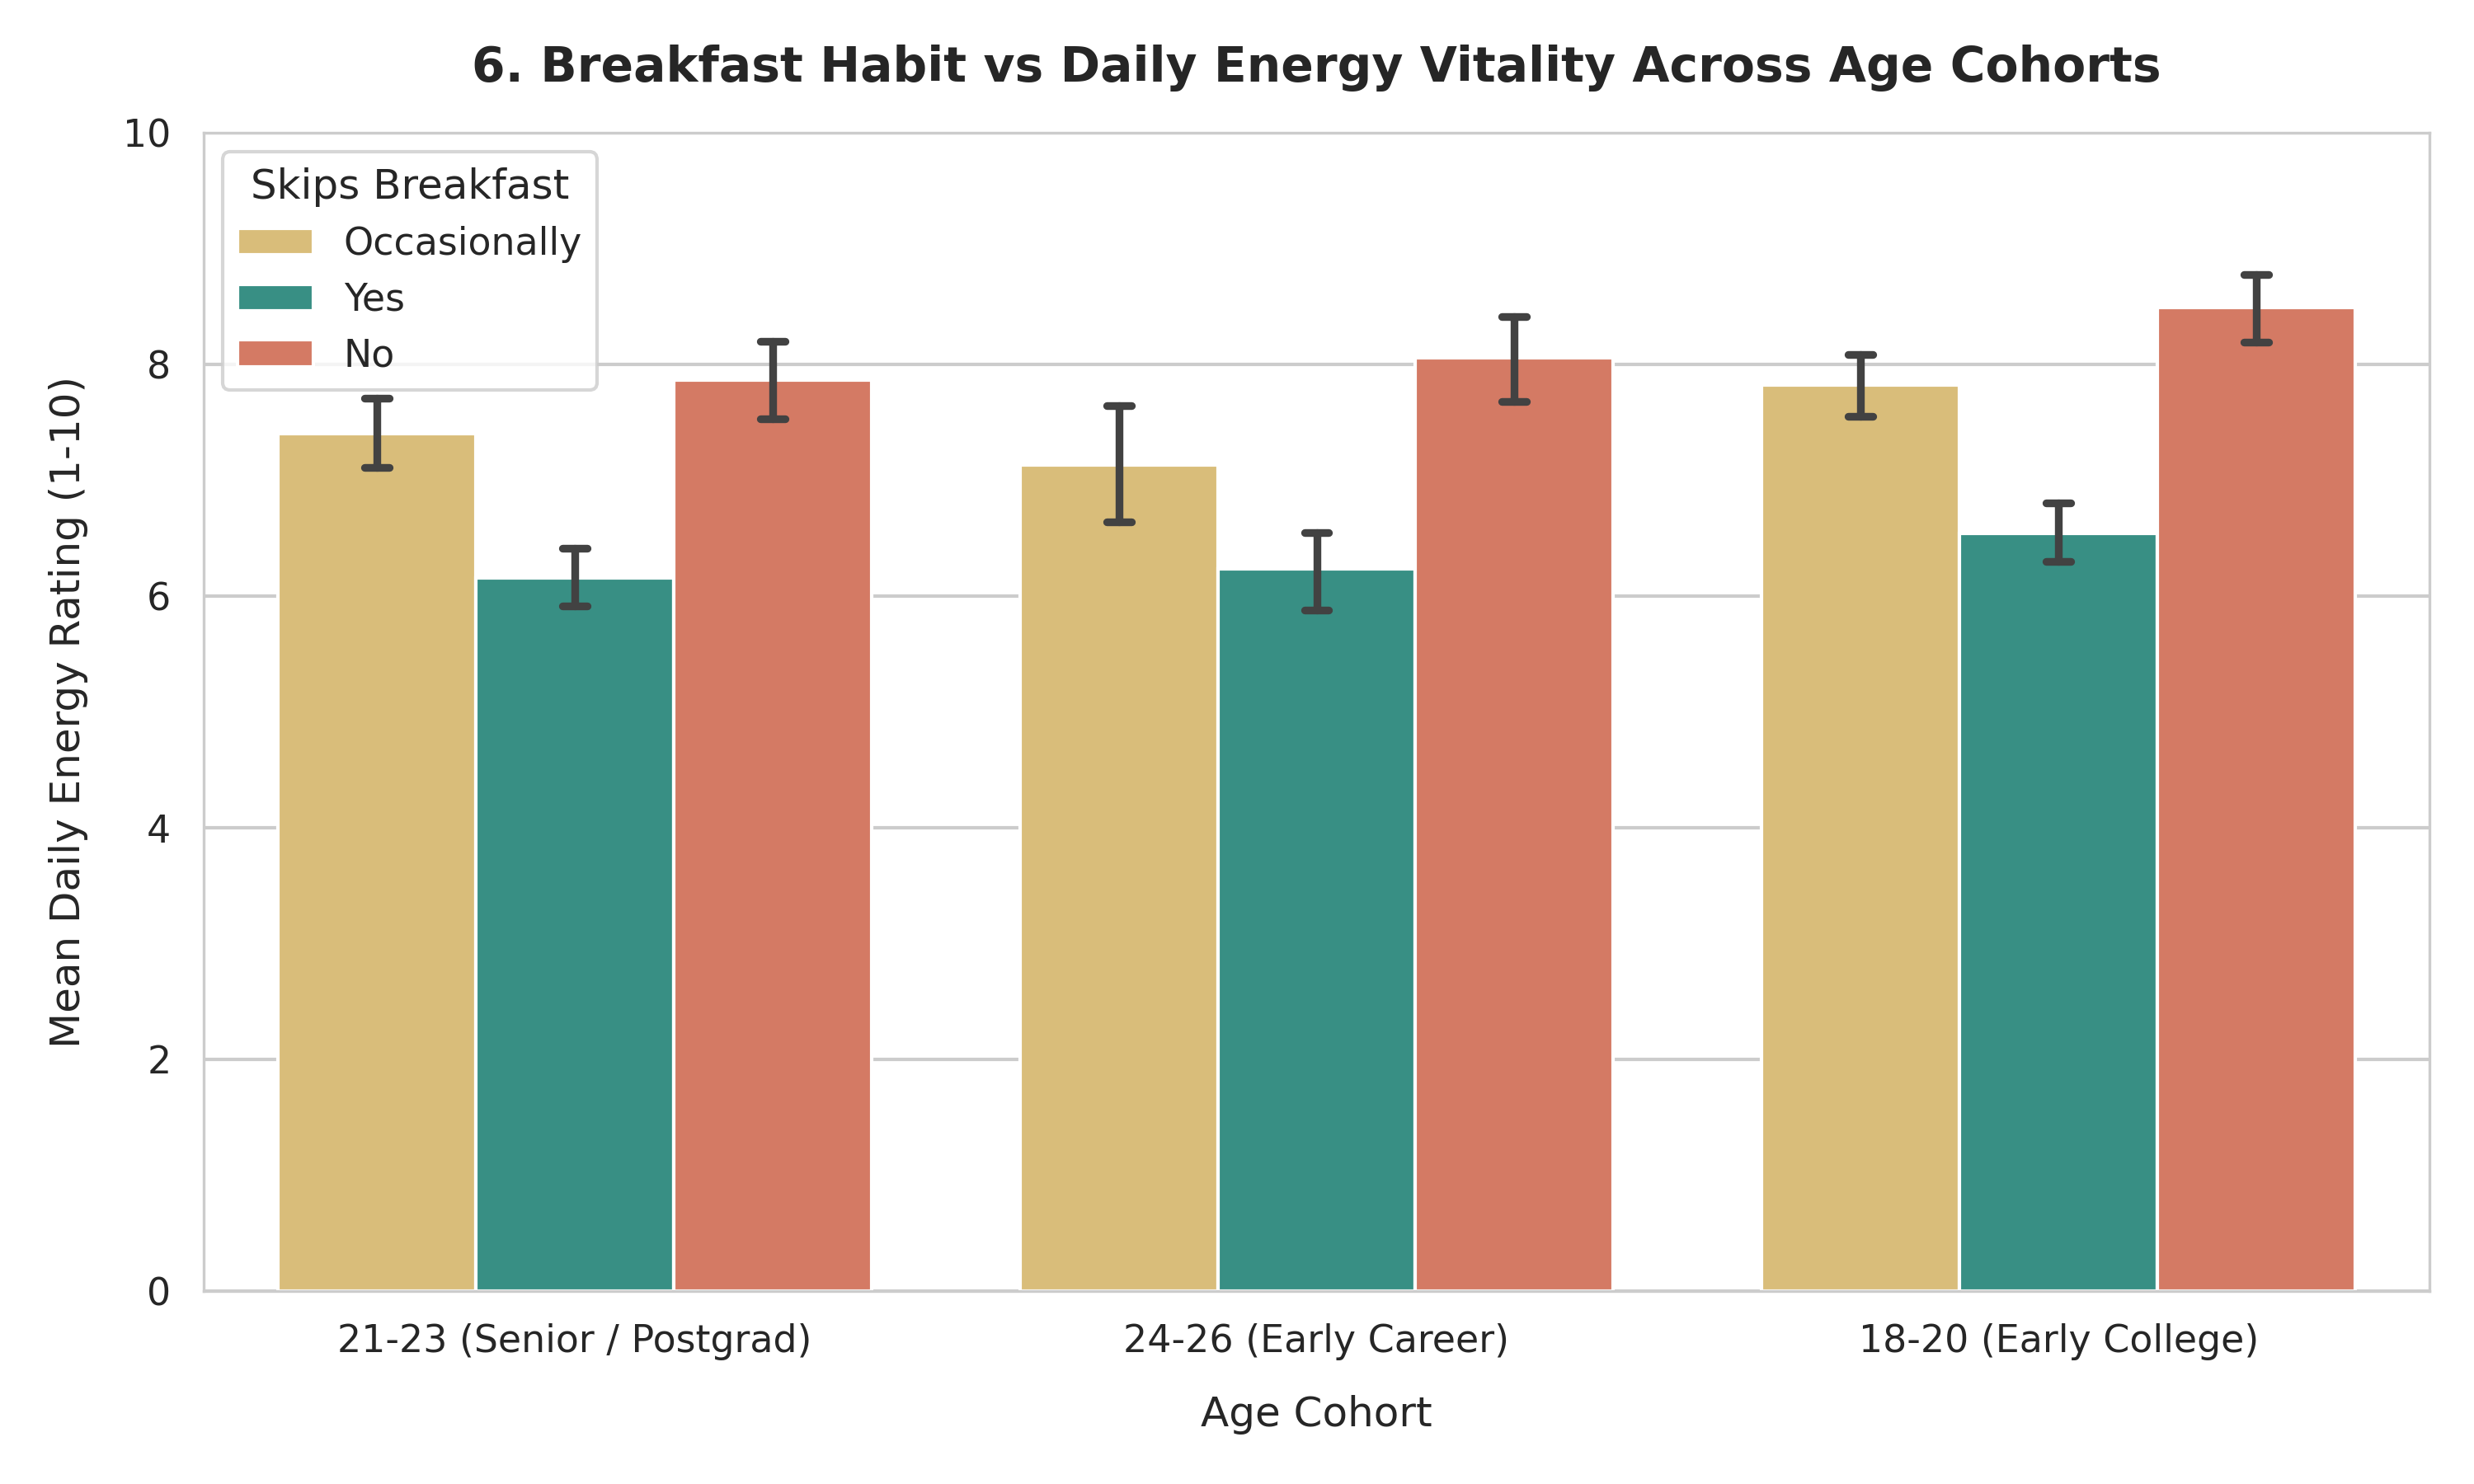 6. Breakfast Habit vs Daily Energy Vitality Across Age Cohorts
Mean Daily Energy Rating (1-10)
10
8
6
4
2
0
Skips Breakfast
Occasionally
Yes
No
21-23 (Senior / Postgrad)
24-26 (Early Career)
18-20 (Early College)
Age Cohort